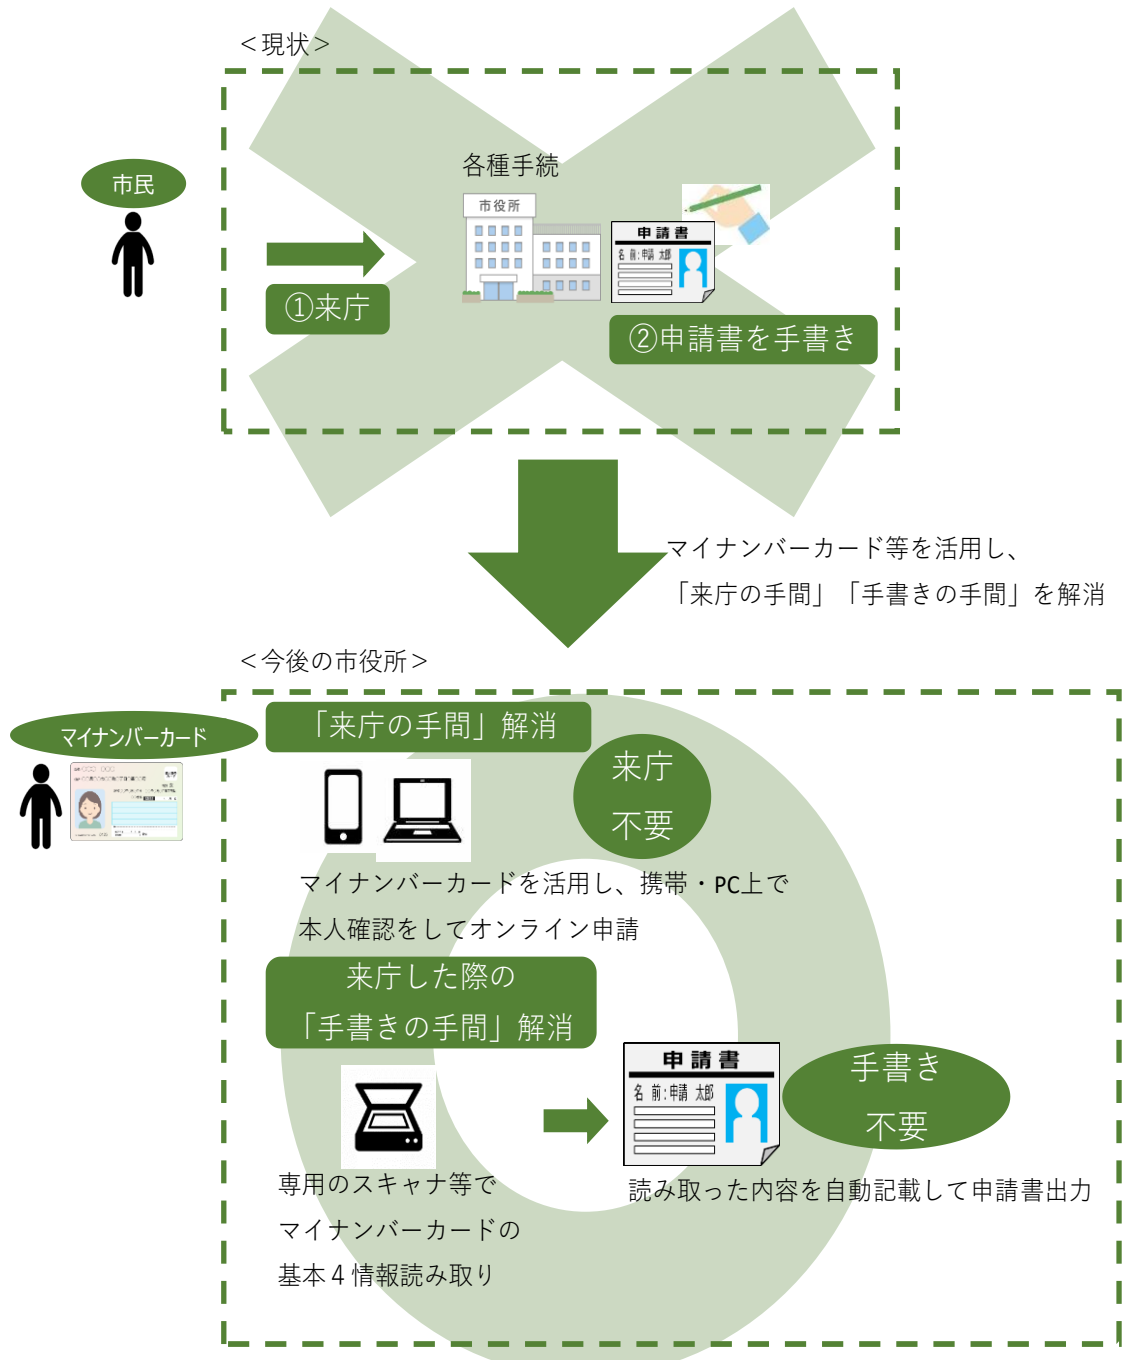 ＜現状＞
市民
各種手続
市役所
申請書
名 前：申請 太郎
①来庁
②申請書を手書き
マイナンバーカード等を活用し、
「来庁の手間」「手書きの手間」を解消
＜今後の市役所＞
マイナンバーカード
「来庁の手間」解消
来庁
不要
マイナンバーカードを活用し、携帯・PC上で
本人確認をしてオンライン申請
来庁した際の
「手書きの手間」解消
申請書
名 前：申請 太郎
手書き
不要
専用のスキャナ等で
マイナンバーカードの
基本４情報読み取り
読み取った内容を自動記載して申請書出力